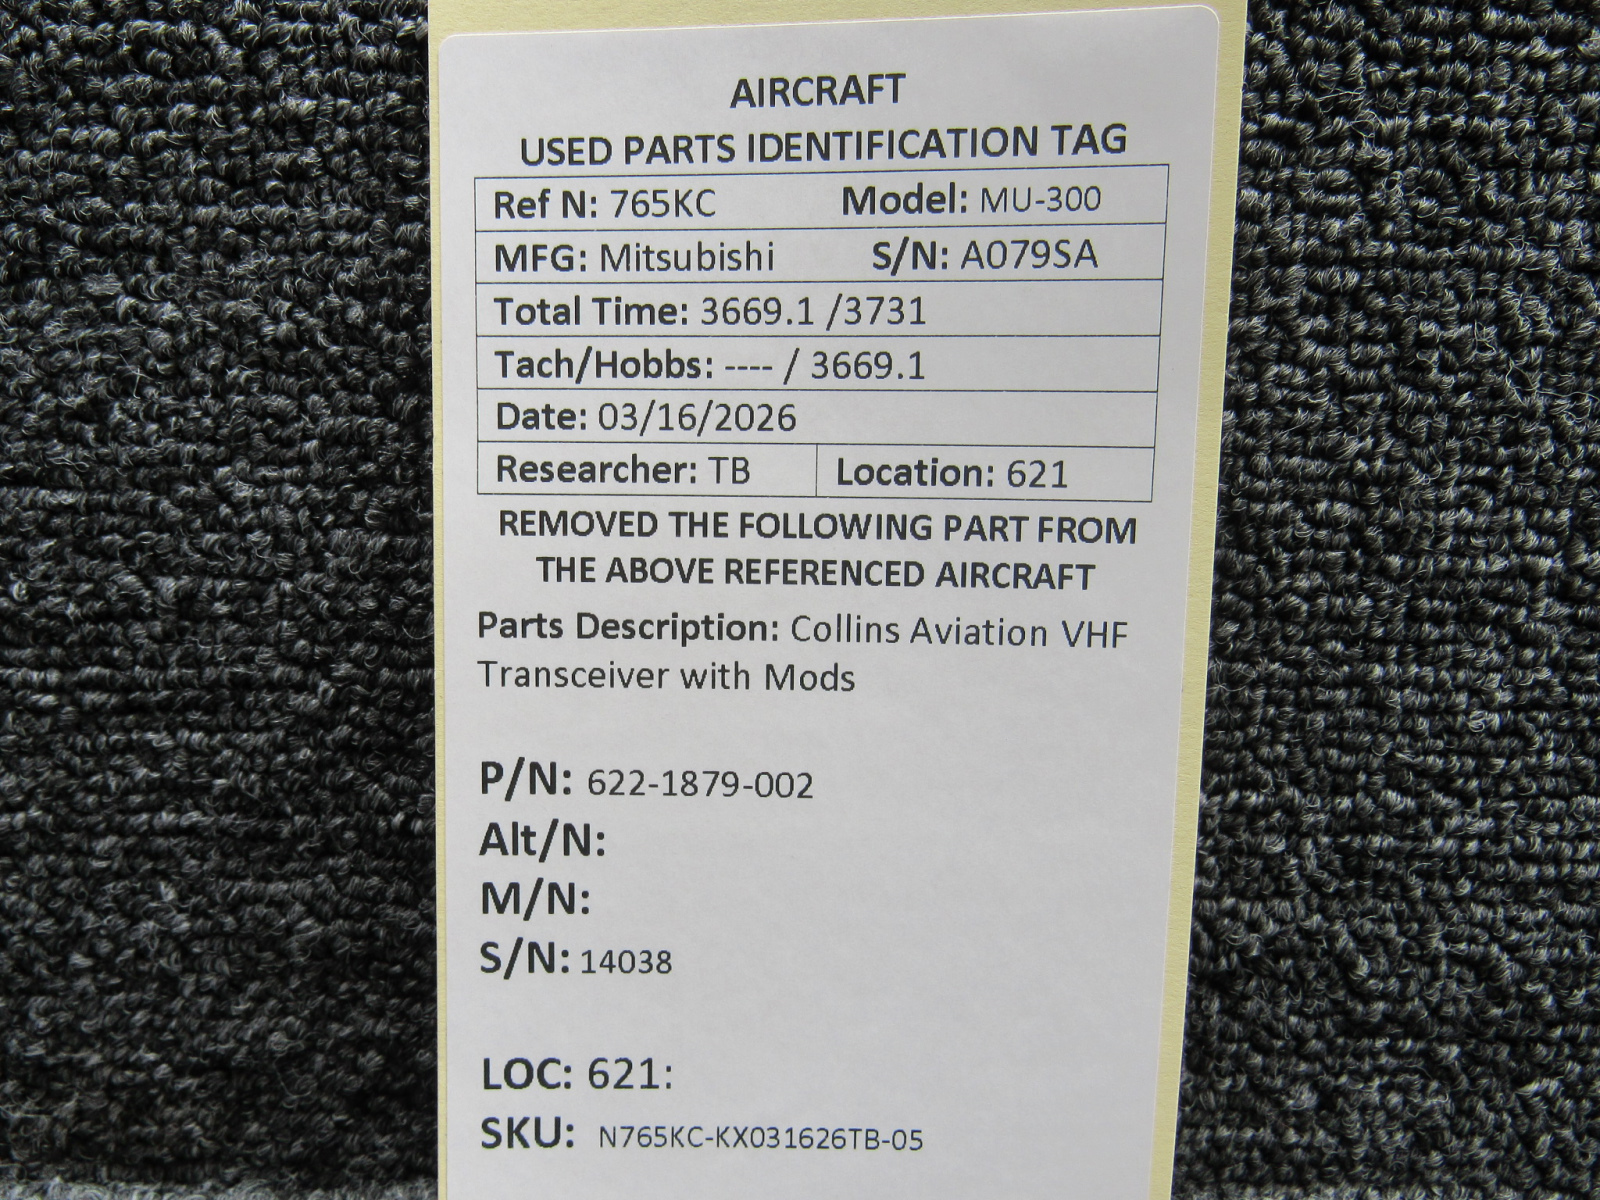 AIRCRAFT
USED PARTS IDENTIFICATION TAG
Ref N: 765KC Model: MU-300
MFG: Mitsubishi S/N: A079SA
Total Time: 3669.1 /3731
Tach/Hobbs: ---- / 3669.1
Date: 03/16/2026
Researcher: TB Location: 621
REMOVED THE FOLLOWING PART FROM
THE ABOVE REFERENCED AIRCRAFT
Parts Description: Collins Aviation VHF
Transceiver with Mods
P/N: 622-1879-002
Alt/N:
M/N:
S/N: 14038
LOC: 621:
SKU: N765KC-KX031626TB-05